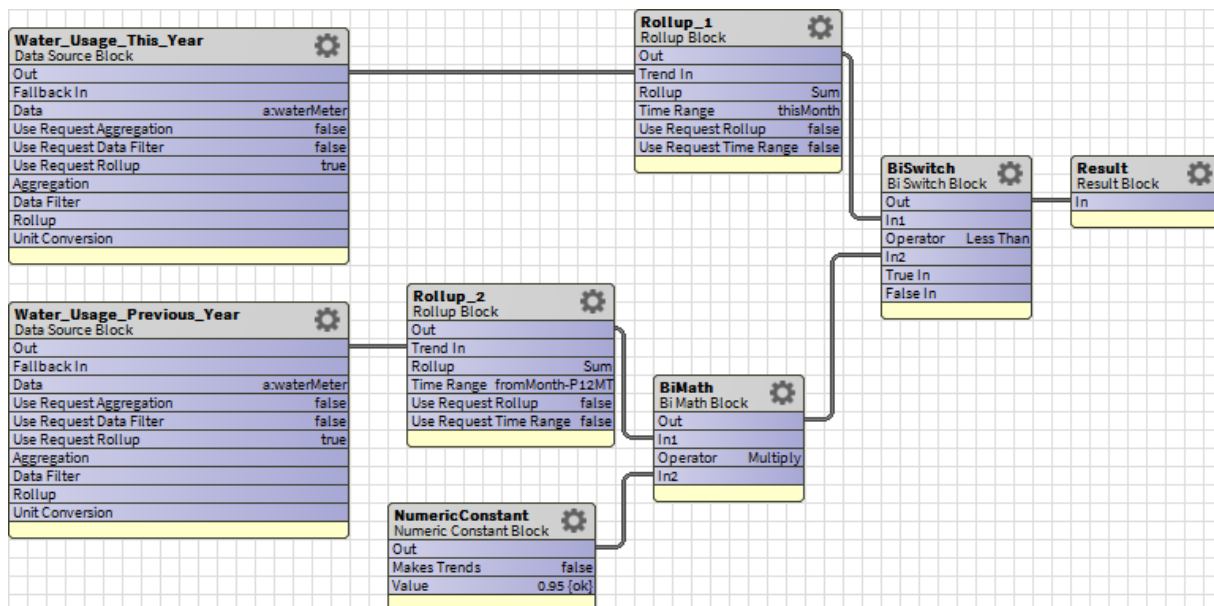 Water_Usage_This_Year
Data Source Block
Out
Fallback In
Data a:waterMeter
Use Request Aggregation false
Use Request Data Filter false
Use Request Rollup true
Aggregation
Data Filter
Rollup
Unit Conversion
Rollup_1
Rollup Block
Out
Trend In
Rollup Sum
Time Range thisMonth
Use Request Rollup false
Use Request Time Range false
BiSwitch
Bi Switch Block
Out
In1
Operator Less Than
In2
True In
False In
Result
Result Block
In
Water_Usage_Previous_Year
Data Source Block
Out
Fallback In
Data a:waterMeter
Use Request Aggregation false
Use Request Data Filter false
Use Request Rollup true
Aggregation
Data Filter
Rollup
Unit Conversion
Rollup_2
Rollup Block
Out
Trend In
Rollup Sum
Time Range fromMonth-P12MT
Use Request Rollup false
Use Request Time Range false
BiMath
Bi Math Block
Out
In1
Operator Multiply
In2
NumericConstant
Numeric Constant Block
Out
Makes Trends false
Value 0.95 {ok}